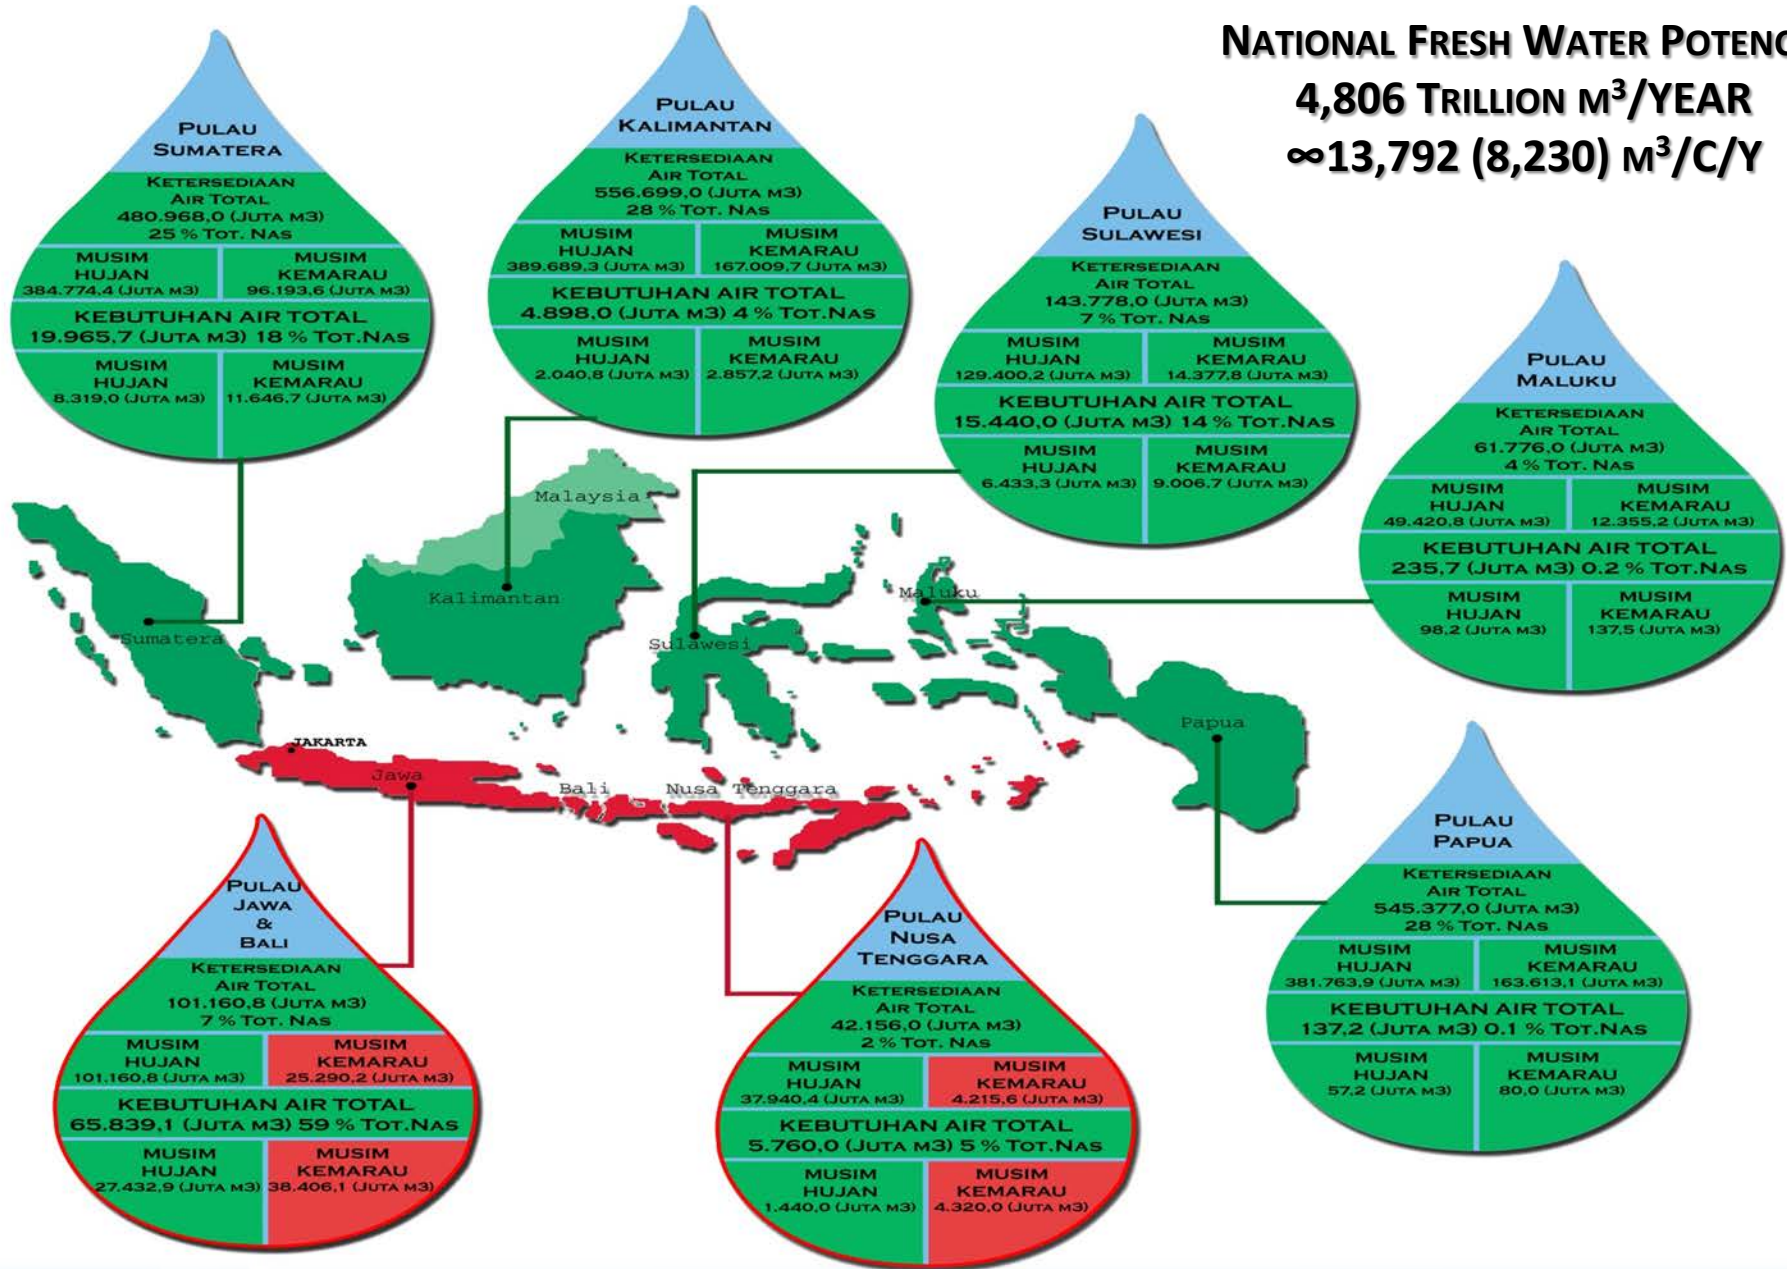 NATIONAL FRESH WATER POTENC
4,806 TRILLION M³/YEAR
∞13,792 (8,230) M³/C/Y
PULAU
SUMATERA
KETERSEDIAAN
AIR TOTAL
480.968,0 (JUTA M3)
25 % TOT. NAS
MUSIM
HUJAN
384.774,4 (JUTA M3)
MUSIM
KEMARAU
96.193,6 (JUTA M3)
KEBUTUHAN AIR TOTAL
19.965,7 (JUTA M3) 18 % TOT.NAS
MUSIM
HUJAN
8.319,0 (JUTA M3)
MUSIM
KEMARAU
11.646,7 (JUTA M3)
PULAU
KALIMANTAN
KETERSEDIAAN
AIR TOTAL
556.699,0 (JUTA M3)
28 % TOT. NAS
MUSIM
HUJAN
389.689,3 (JUTA M3)
MUSIM
KEMARAU
167.009,7 (JUTA M3)
KEBUTUHAN AIR TOTAL
4.898,0 (JUTA M3) 4 % TOT.NAS
MUSIM
HUJAN
2.040,8 (JUTA M3)
MUSIM
KEMARAU
2.857,2 (JUTA M3)
PULAU
SULAWESI
KETERSEDIAAN
AIR TOTAL
143.778,0 (JUTA M3)
7 % TOT. NAS
MUSIM
HUJAN
129.400,2 (JUTA M3)
MUSIM
KEMARAU
14.377,8 (JUTA M3)
KEBUTUHAN AIR TOTAL
15.440,0 (JUTA M3) 14 % TOT.NAS
MUSIM
HUJAN
6.433,3 (JUTA M3)
MUSIM
KEMARAU
9.006,7 (JUTA M3)
PULAU
MALUKU
KETERSEDIAAN
AIR TOTAL
61.776,0 (JUTA M3)
4 % TOT. NAS
MUSIM
HUJAN
49.420,8 (JUTA M3)
MUSIM
KEMARAU
12.355,2 (JUTA M3)
KEBUTUHAN AIR TOTAL
235,7 (JUTA M3) 0.2 % TOT.NAS
MUSIM
HUJAN
98,2 (JUTA M3)
MUSIM
KEMARAU
137,5 (JUTA M3)
Malaysia
Kalimantan
Sumatera
Sulawesi
Maluku
Papua
JAKARTA
Jawa
Bali
Nusa Tenggara
PULAU
JAWA
&
BALI
KETERSEDIAAN
AIR TOTAL
101.160,8 (JUTA M3)
7 % TOT. NAS
MUSIM
HUJAN
101.160,8 (JUTA M3)
MUSIM
KEMARAU
25.290,2 (JUTA M3)
KEBUTUHAN AIR TOTAL
65.839,1 (JUTA M3) 59 % TOT.NAS
MUSIM
HUJAN
27.432,9 (JUTA M3)
MUSIM
KEMARAU
38.406,1 (JUTA M3)
PULAU
NUSA
TENGGARA
KETERSEDIAAN
AIR TOTAL
42.156,0 (JUTA M3)
2 % TOT. NAS
MUSIM
HUJAN
37.940,4 (JUTA M3)
MUSIM
KEMARAU
4.215,6 (JUTA M3)
KEBUTUHAN AIR TOTAL
5.760,0 (JUTA M3) 5 % TOT.NAS
MUSIM
HUJAN
1.440,0 (JUTA M3)
MUSIM
KEMARAU
4.320,0 (JUTA M3)
PULAU
PAPUA
KETERSEDIAAN
AIR TOTAL
545.377,0 (JUTA M3)
28 % TOT. NAS
MUSIM
HUJAN
381.763,9 (JUTA M3)
MUSIM
KEMARAU
163.613,1 (JUTA M3)
KEBUTUHAN AIR TOTAL
137,2 (JUTA M3) 0.1 % TOT.NAS
MUSIM
HUJAN
57,2 (JUTA M3)
MUSIM
KEMARAU
80,0 (JUTA M3)